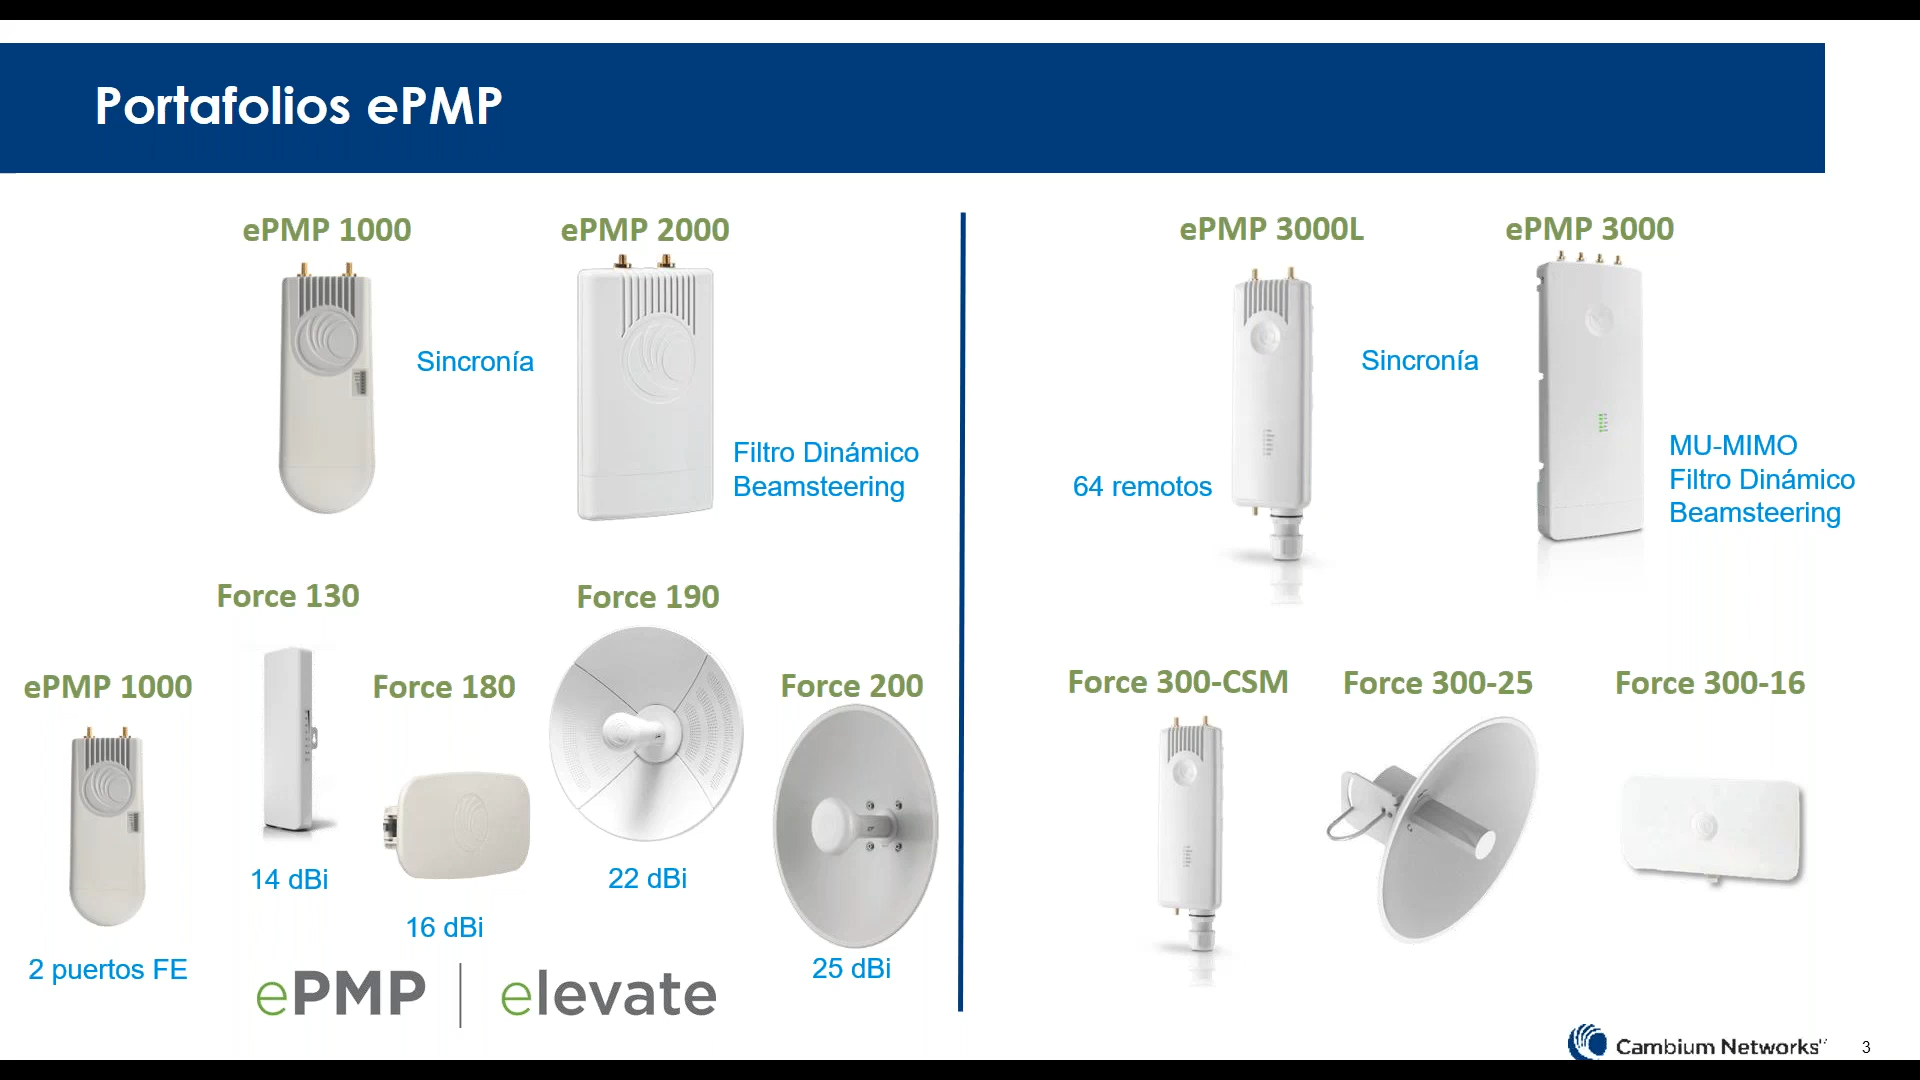 Portafolios ePMP
ePMP 1000
ePMP 2000
Sincronía
Filtro Dinámico
Beamsteering
Force 130
Force 190
ePMP 1000
Force 180
Force 200
14 dBi
22 dBi
16 dBi
2 puertos FE
25 dBi
ePMP | elevate
ePMP 3000L
ePMP 3000
Sincronía
64 remotos
MU-MIMO
Filtro Dinámico
Beamsteering
Force 300-CSM
Force 300-25
Force 300-16
Cambium Networks
3